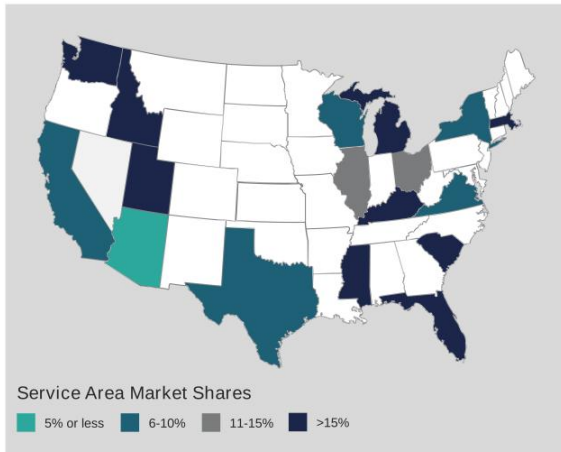 Service Area Market Shares
5% or less 6-10% 11-15% >15%